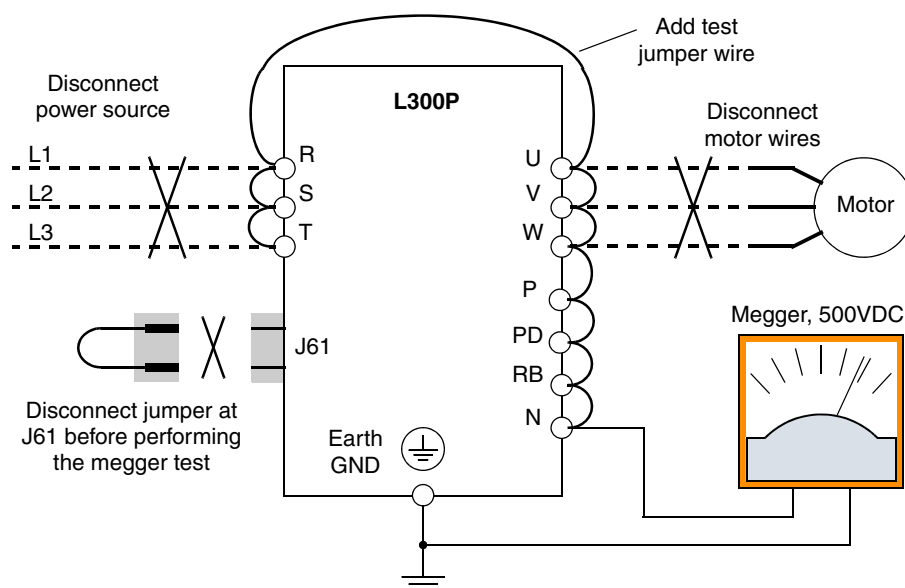 Add test
jumper wire
Disconnect
power source
L300P
Disconnect
motor wires
L1
R
U
L2
S
V
Motor
L3
T
W
P
Megger, 500VDC
PD
J61
RB
Disconnect jumper at
J61 before performing
the megger test
N
Earth
GND